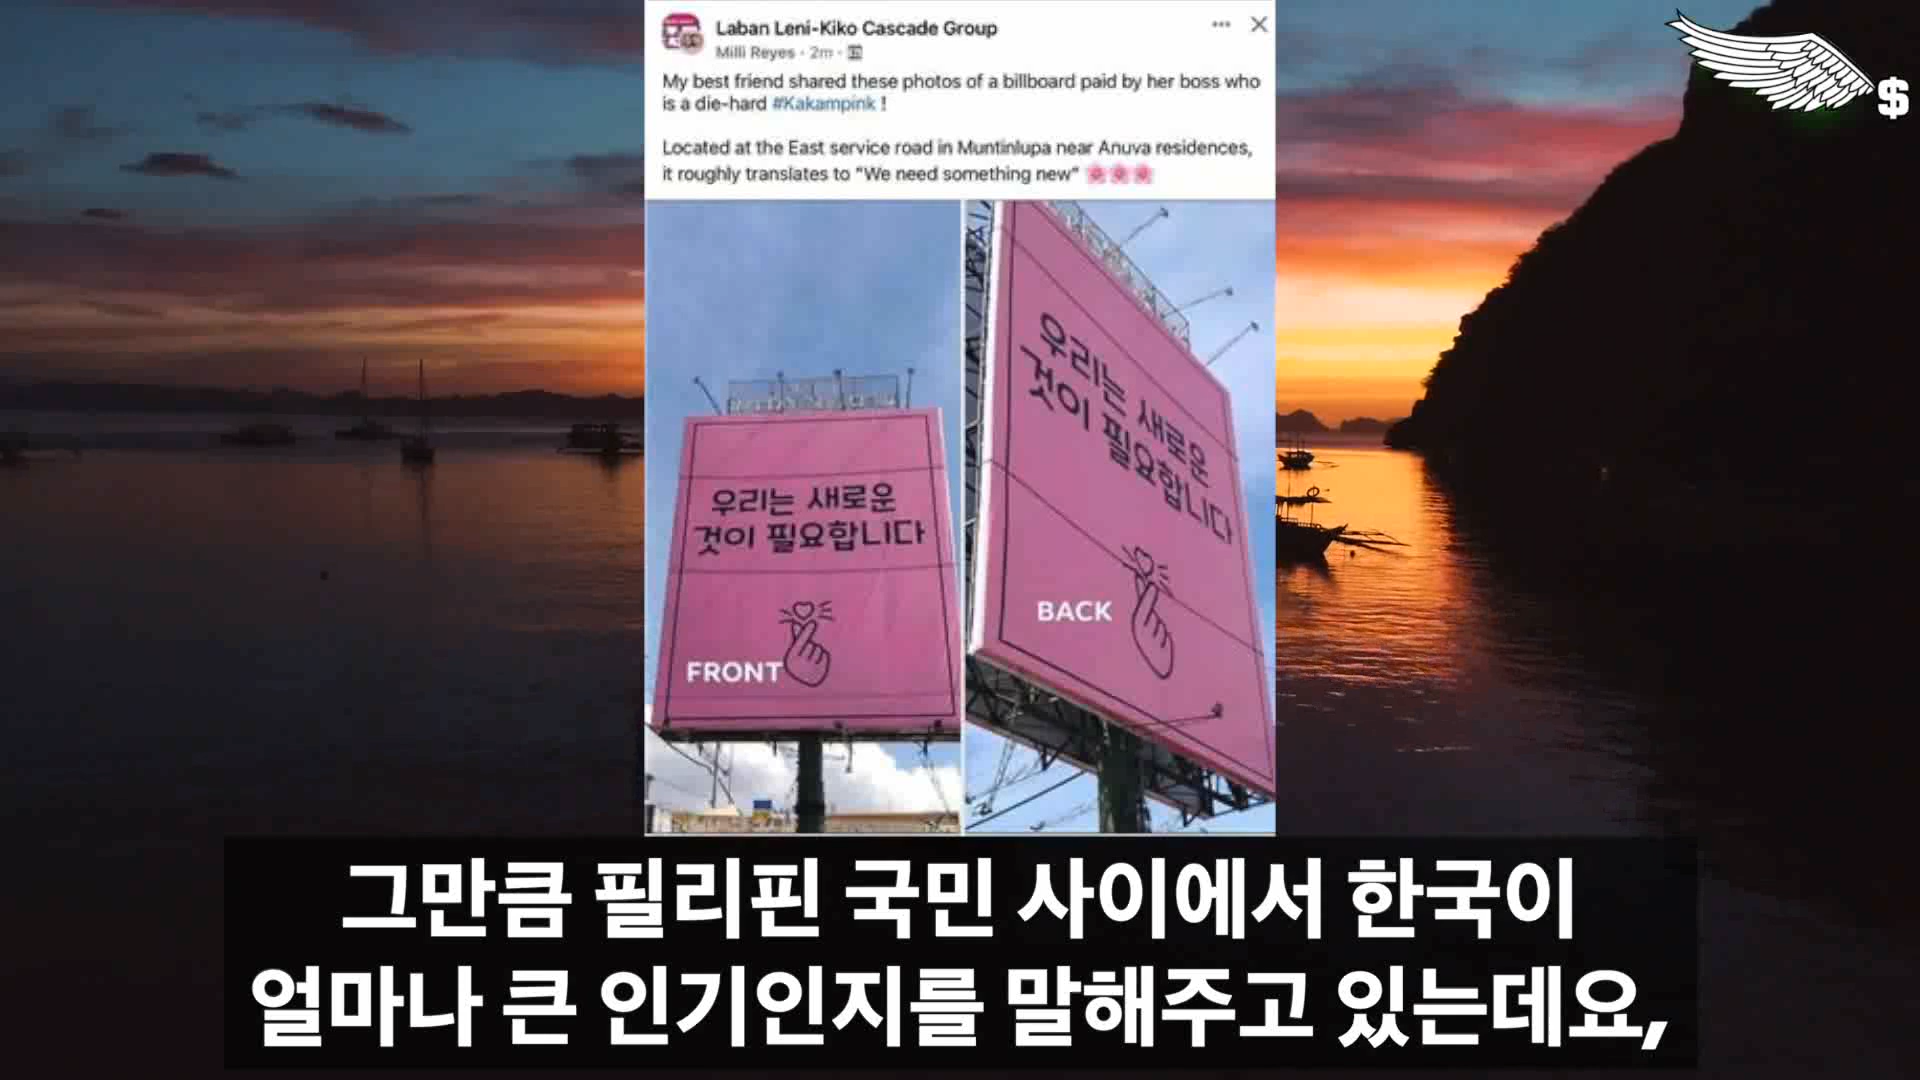 Laban Leni-Kiko Cascade Group
Milli Reyes · 2m ·
My best friend shared these photos of a billboard paid by her boss who
is a die-hard #Kakampink !
Located at the East service road in Muntinlupa near Anuva residences,
it roughly translates to "We need something new" 🌸🌸🌸
우리는 새로운
것이 필요합니다
FRONT
우리는 새로운
것이 필요합니다
BACK
$
그만큼 필리핀 국민 사이에서 한국이
얼마나 큰 인기인지를 말해주고 있는데요,